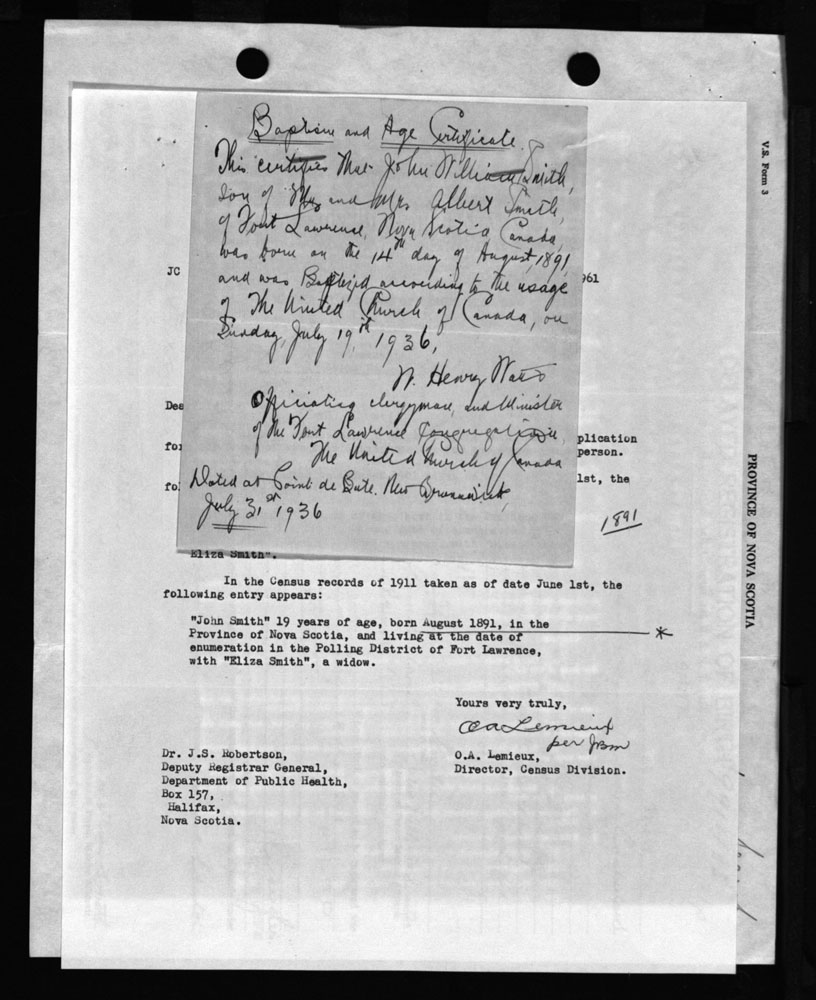 Baptism and Age Certificate.
This certifies that John William Smith,
Son of Mr. and Mrs. Albert Smith,
of Fort Lawrence, Nova Scotia Canada,
was born on the 14th day of August, 1891,
and was Baptized according to the usage
of The United Church of Canada, on
Sunday, July 19th, 1936,
W. Henry
Officiating clergyman, and Minister
of the Fort Lawrence Congregation,
The United Church of Canada
Dated at Point de Bute. New Brunswick,
July 31st 1936
JC
961
Dea
plication
for
person.
fo
1st, the
1891
Eliza Smith".
In the Census records of 1911 taken as of date June 1st, the
following entry appears:
"John Smith" 19 years of age, born August 1891, in the
Province of Nova Scotia, and living at the date of
enumeration in the Polling District of Fort Lawrence,
with "Eliza Smith", a widow.
Yours very truly,
OA Lemieux
per JBM
O.A. Lemieux,
Director, Census Division.
Dr. J.S. Robertson,
Deputy Registrar General,
Department of Public Health,
Box 157,
Halifax,
Nova Scotia.
V.S. Form 3
PROVINCE OF NOVA SCOTIA